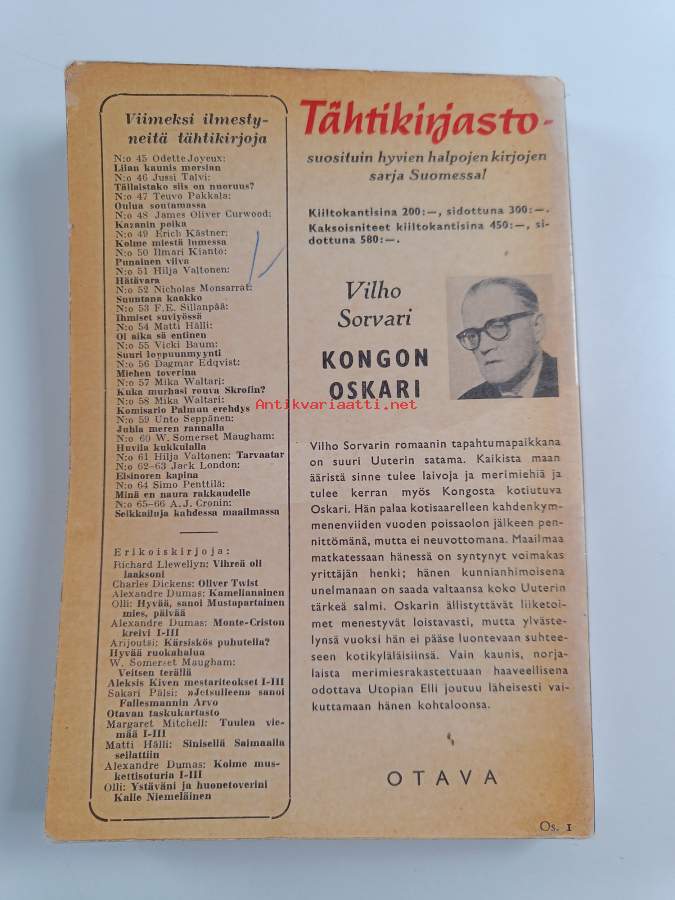 Viimeksi ilmesty-
neitä tähtikirjoja
N:o 45 Odette Joyeux:
Liian kaunis morsian
N:o 46 Jussi Talvi:
Tällaistako siis on nuoruus?
N:o 47 Teuvo Pakkala:
Oulua soutamassa
N:o 48 James Oliver Curwood:
Kazanin poika
N:o 49 Erich Kästner:
Kolme miestä lumessa
N:o 50 Ilmari Kianto:
Punainen viiva
N:o 51 Hilja Valtonen:
Hätävara
N:o 52 Nicholas Monsarrat:
Suuntana kaakko
N:o 53 F.E. Sillanpää:
Ihmiset suviyössä
N:o 54 Matti Hälli:
Oi aika sä entinen
N:o 55 Vicki Baum:
Suuri loppuunmyynti
N:o 56 Dagmar Edqvist:
Miehen toverina
N:o 57 Mika Waltari:
Kuka murhasi rouva Skrofin?
N:o 58 Mika Waltari:
Komisario Palmun erehdys
N:o 59 Unto Seppänen:
Juhla meren rannalla
N:o 60 W. Somerset Maugham:
Huvila kukkulalla
N:o 61 Hilja Valtonen: Tarvaatar
N:o 62-63 Jack London:
Elsinoren kapina
N:o 64 Simo Penttilä:
Minä en naura rakkaudelle
N:o 65-66 A.J. Cronin:
Seikkailuja kahdessa maailmassa
Erikoiskirjoja:
Richard Llewellyn: Vihreä oli
laaksoni
Charles Dickens: Oliver Twist
Alexandre Dumas: Kamelianainen
Olli: Hyvää, sanoi Mustapartainen
mies, päivää
Alexandre Dumas: Monte-Criston
kreivi I-III
Arijoutsi: Kärsiskös puhutella?
Hyvää ruokahalua
W. Somerset Maugham:
Veitsen terällä
Aleksis Kiven mestariteokset I-III
Sakari Pälsi: »Jetsulleen» sanoi
Fallesmannin Arvo
Otavan taskukartasto
Margaret Mitchell: Tuulen vie-
mää I-III
Matti Hälli: Sinisellä Saimaalla
seilattiin
Alexandre Dumas: Kolme mus-
kettisoturia I-III
Olli: Ystäväni ja huonetoverini
Kalle Niemeläinen
Tähtikirjasto-
suosituin hyvien halpojen kirjojen
sarja Suomessa!
Kiiltokantisina 200:—, sidottuna 300:—.
Kaksoisniteet kiiltokantisina 450:—, si-
dottuna 580:—.
Vilho
Sorvari
KONGON
OSKARI
Antikvariaatti.net
Vilho Sorvarin romaanin tapahtumapaikkana
on suuri Uuterin satama. Kaikista maan
ääristä sinne tulee laivoja ja merimiehiä ja
tulee kerran myös Kongosta kotiutuva
Oskari. Hän palaa kotisaarelleen kahdenkym-
menenviiden vuoden poissaolon jälkeen pen-
nittömänä, mutta ei neuvottomana. Maailmaa
matkatessaan hänessä on syntynyt voimakas
yrittäjän henki; hänen kunnianhimoisena
unelmanaan on saada valtaansa koko Uuterin
tärkeä salmi. Oskarin ällistyttävät liiketoi-
met menestyvät loistavasti, mutta ylväste-
lynsä vuoksi hän ei pääse luontevaan suhtee-
seen kotikyläläisiinsä. Vain kaunis, norja-
laista merimiesrakastettuaan haaveellisena
odottava Utopian Elli joutuu läheisesti vai-
kuttamaan hänen kohtaloonsa.
OTAVA
Os. 1